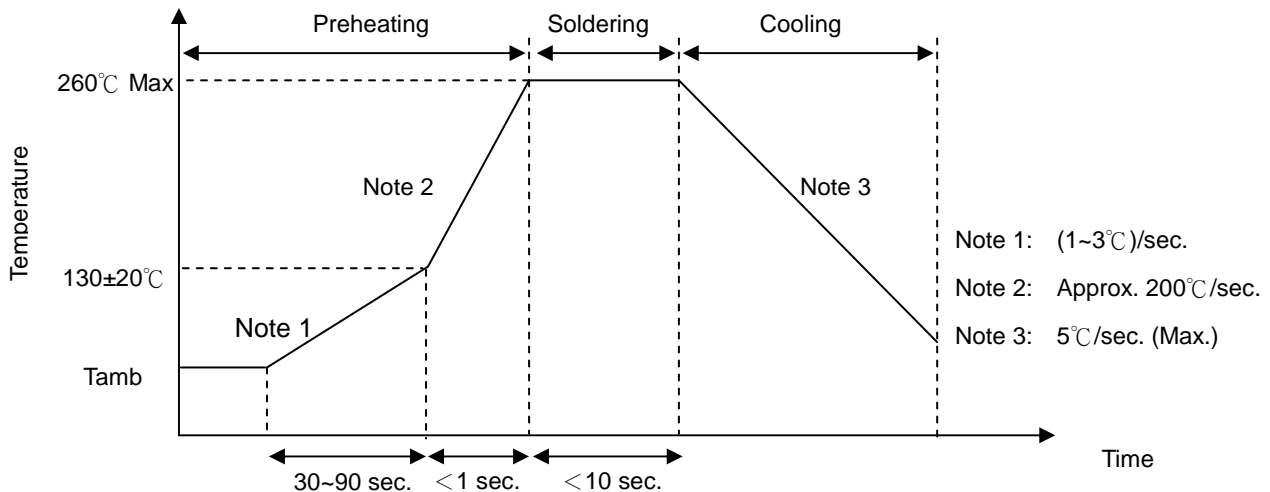 Preheating Soldering Cooling
260℃ Max
Temperature
Note 2
Note 3
130±20℃
Note 1
Tamb
Note 1: (1~3℃)/sec.
Note 2: Approx. 200℃/sec.
Note 3: 5℃/sec. (Max.)
Time
30~90 sec. ＜1 sec. ＜10 sec.